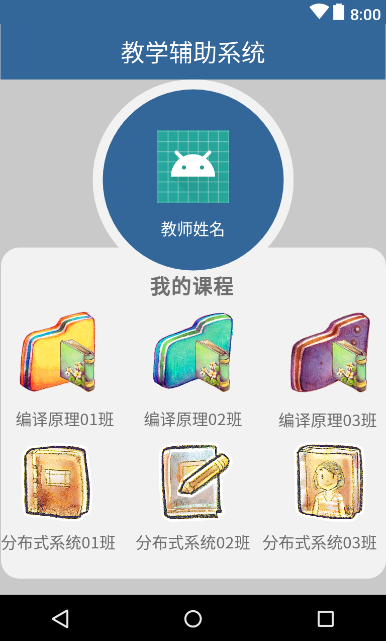 8:00
教学辅助系统
教师姓名
我的课程
编译原理01班 编译原理02班 编译原理03班
分布式系统01班 分布式系统02班 分布式系统03班